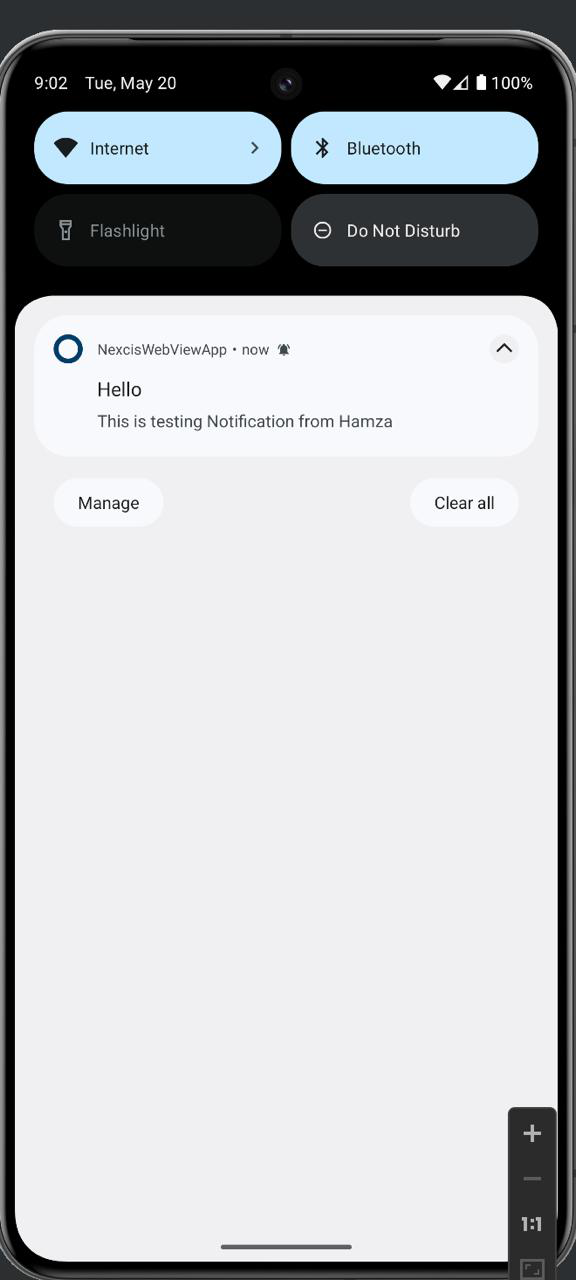 9:02 Tue, May 20 100%
Internet Bluetooth
Flashlight Do Not Disturb
NexcisWebViewApp • now
Hello
This is testing Notification from Hamza
Manage Clear all
1:1